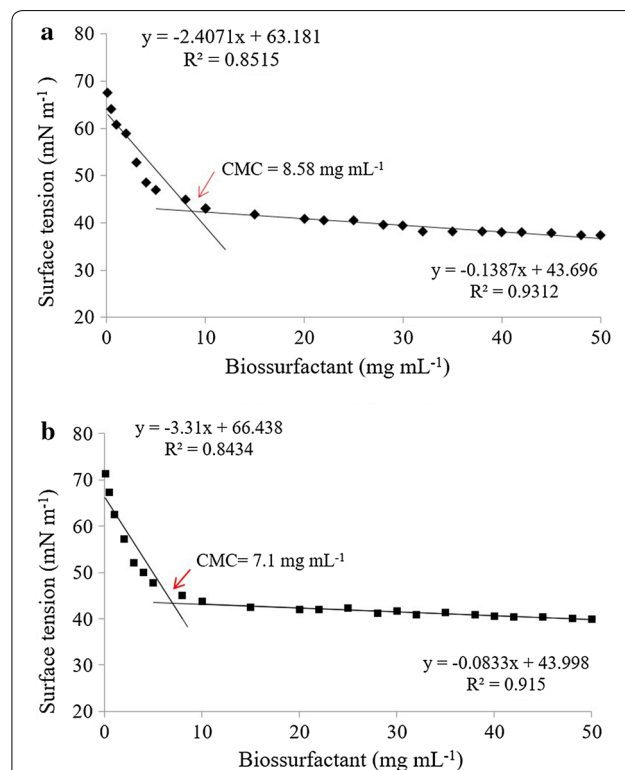 a
y = -2.4071x + 63.181
R² = 0.8515
80
70
60
50
40
30
20
Surface tension (mN m⁻¹ )
CMC = 8.58 mg mL⁻¹
y = -0.1387x + 43.696
R² = 0.9312
0 10 20 30 40 50
Biossurfactant (mg mL⁻¹)
b
y = -3.31x + 66.438
R² = 0.8434
80
70
60
50
40
30
20
Surface tension (mN m⁻¹)
CMC= 7.1 mg mL⁻¹
y = -0.0833x + 43.998
R² = 0.915
0 10 20 30 40 50
Biossurfactant (mg mL⁻¹)